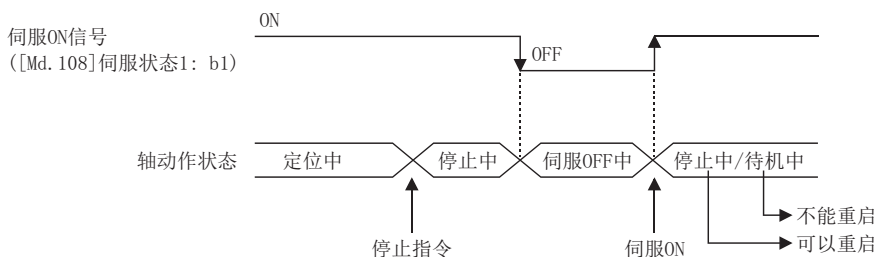 ON
伺服ON信号
([Md.108]伺服状态1: b1)
OFF
轴动作状态
定位中
停止中
伺服OFF中
停止中/待机中
不能重启
可以重启
停止指令
伺服ON